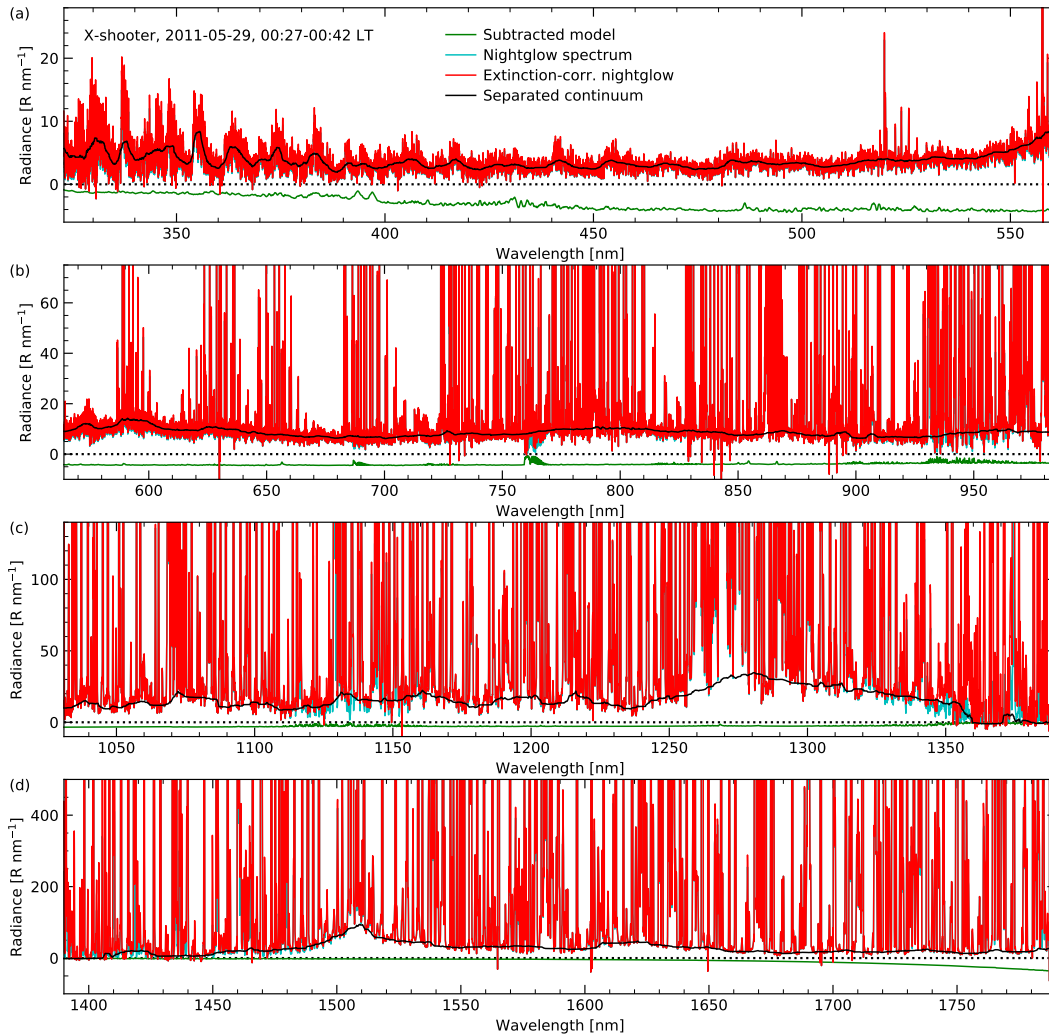 (a)
X-shooter, 2011-05-29, 00:27-00:42 LT
Subtracted model
Nightglow spectrum
Extinction-corr. nightglow
Separated continuum
Radiance [R nm⁻¹]
20
10
0
350 400 450 500 550
Wavelength [nm]
(b)
Radiance [R nm⁻¹]
60
40
20
0
600 650 700 750 800 850 900 950
Wavelength [nm]
(c)
Radiance [R nm⁻¹]
100
50
0
1050 1100 1150 1200 1250 1300 1350
Wavelength [nm]
(d)
Radiance [R nm⁻¹]
400
200
0
1400 1450 1500 1550 1600 1650 1700 1750
Wavelength [nm]